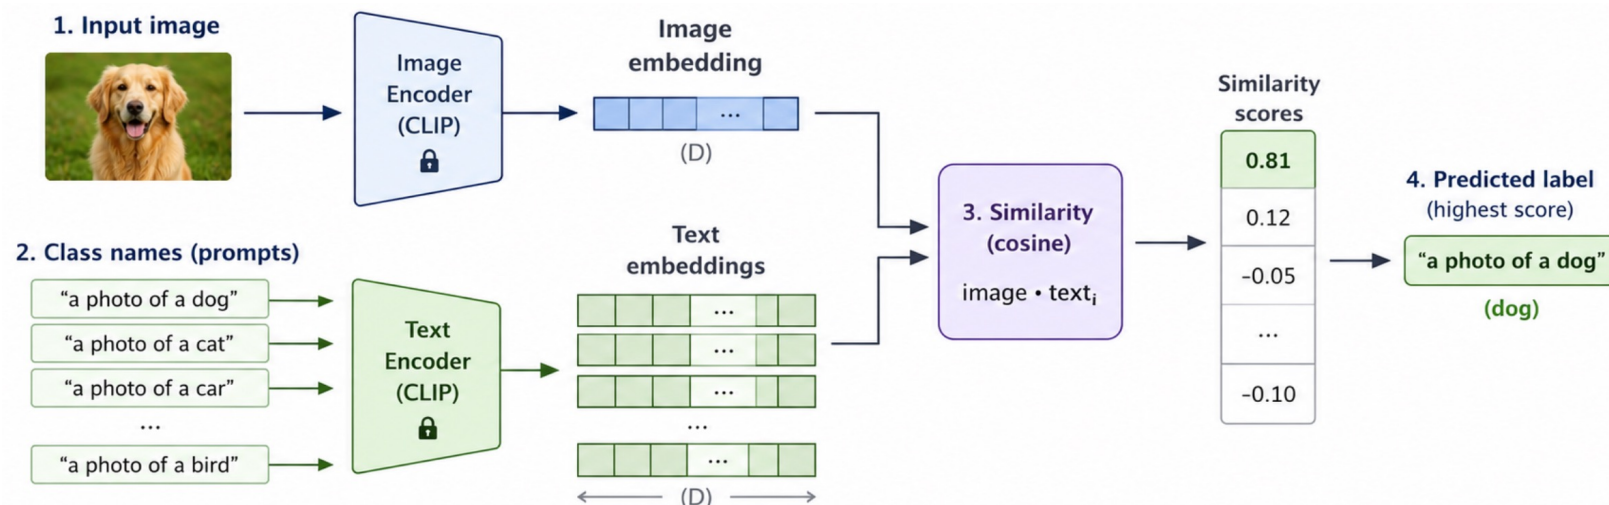 1. Input image
Image
Encoder
(CLIP)
Image
embedding
...
(D)
2. Class names (prompts)
“a photo of a dog”
“a photo of a cat”
“a photo of a car”
...
“a photo of a bird”
Text
Encoder
(CLIP)
Text
embeddings
...
...
...
...
...
(D)
3. Similarity
(cosine)
image • textᵢ
Similarity
scores
0.81
0.12
-0.05
...
-0.10
4. Predicted label
(highest score)
“a photo of a dog”
(dog)